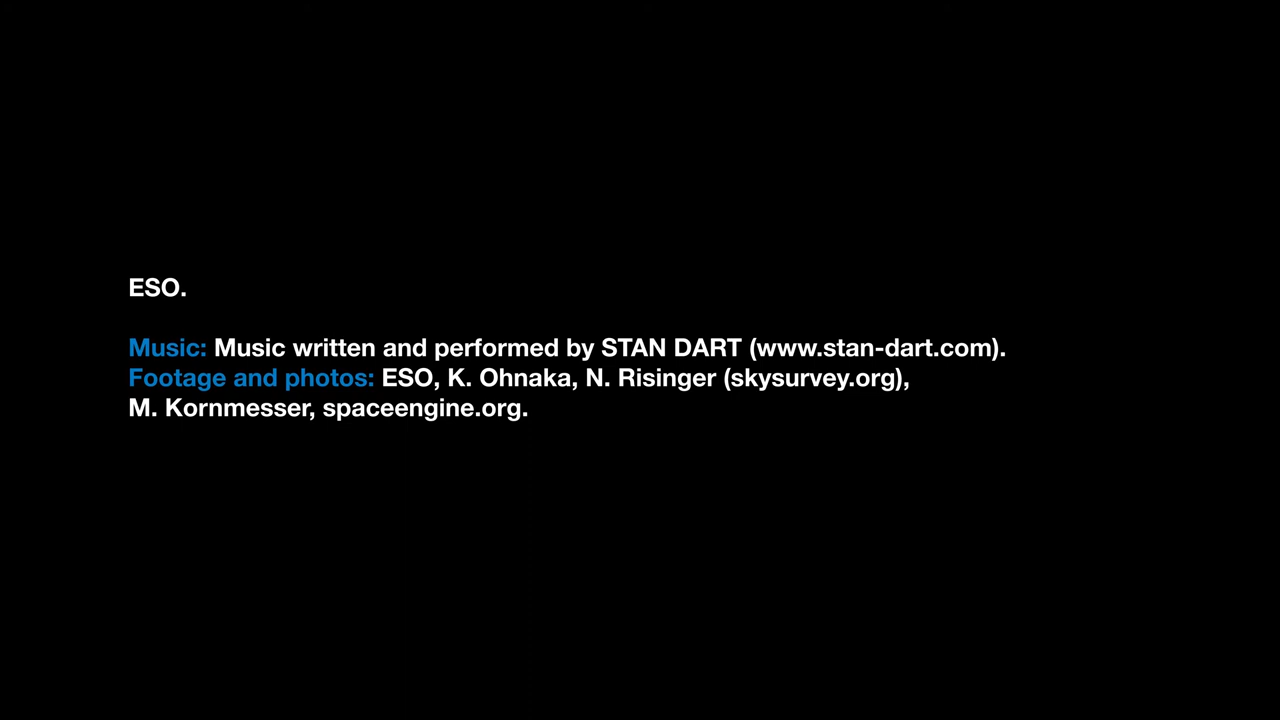 ESO.
Music: Music written and performed by STAN DART (www.stan-dart.com).
Footage and photos: ESO, K. Ohnaka, N. Risinger (skysurvey.org),
M. Kornmesser, spaceengine.org.